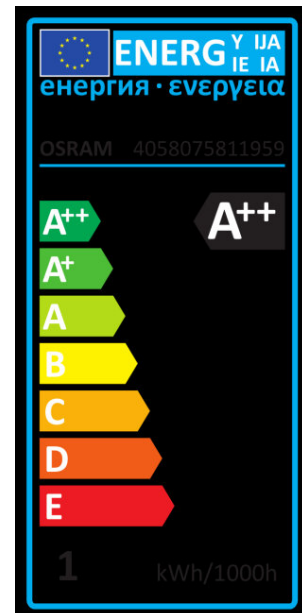 ENERG Y IJA
IE IA
енергия · ενεργεια
OSRAM 4058075811959
A++ A++
A+
A
B
C
D
E
1 kWh/1000h